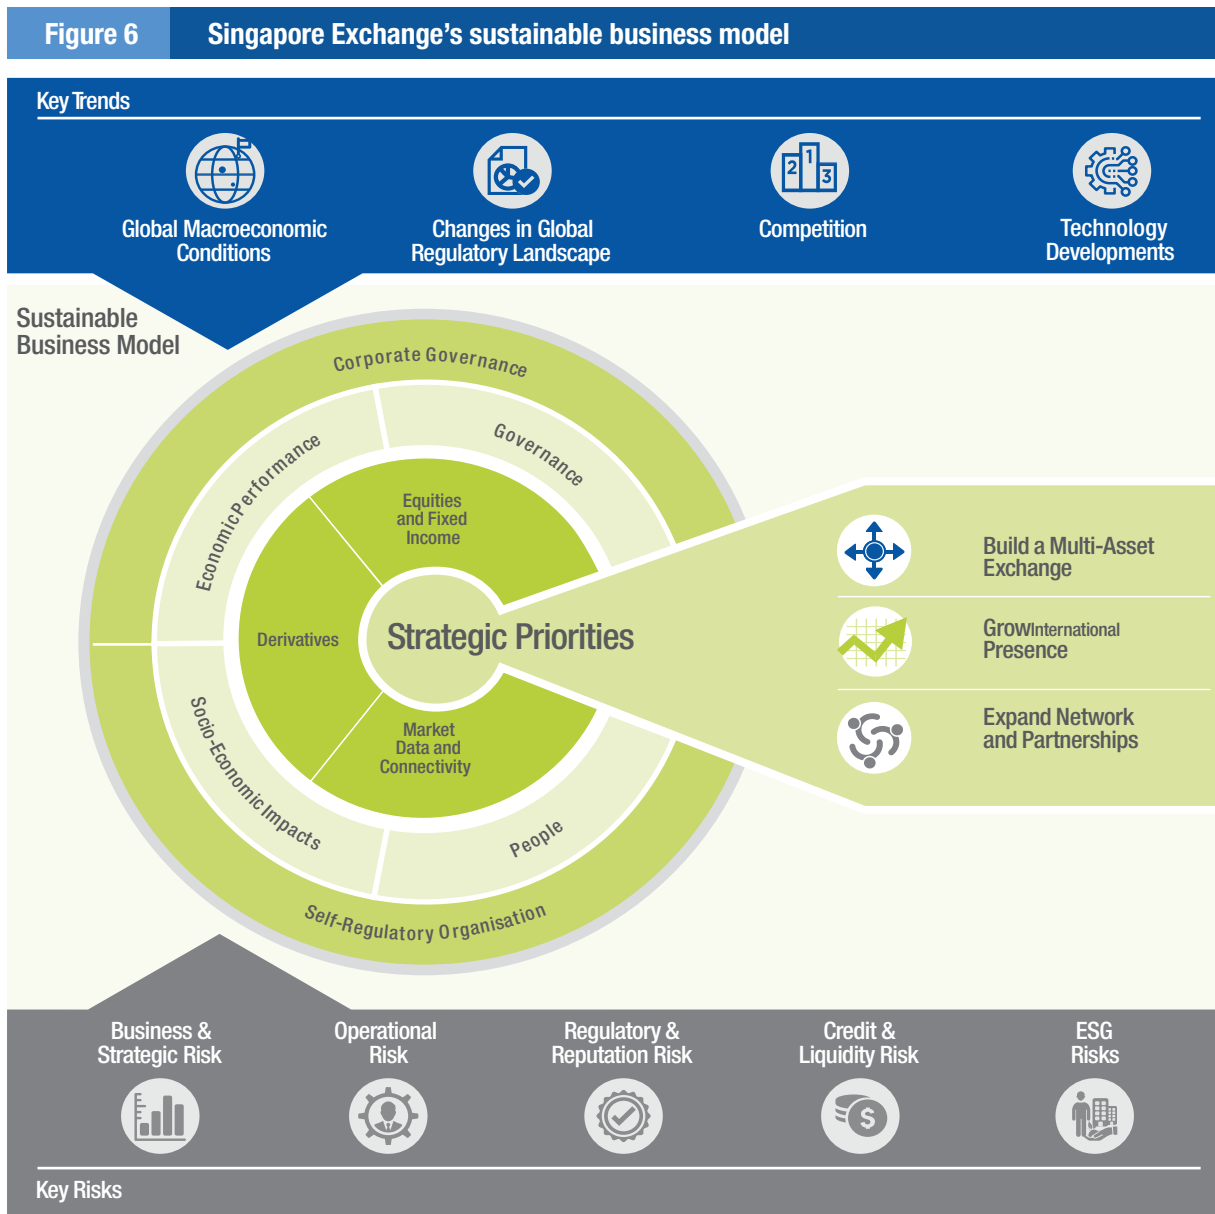 Figure 6
Singapore Exchange's sustainable business model
Key Trends
2
1
3
Global Macroeconomic
Conditions
Changes in Global
Regulatory Landscape
Competition
Technology
Developments
Sustainable
Business Model
Corporate Governance
Governance
Economic Performance
Equities
and Fixed
Income
Derivatives
Strategic Priorities
Build a Multi-Asset
Exchange
Grow International
Presence
Expand Network
and Partnerships
Market
Data and
Connectivity
Socio-Economic Impacts
People
Self-Regulatory Organisation
Business &
Strategic Risk
Operational
Risk
Regulatory &
Reputation Risk
Credit &
Liquidity Risk
ESG
Risks
$
Key Risks